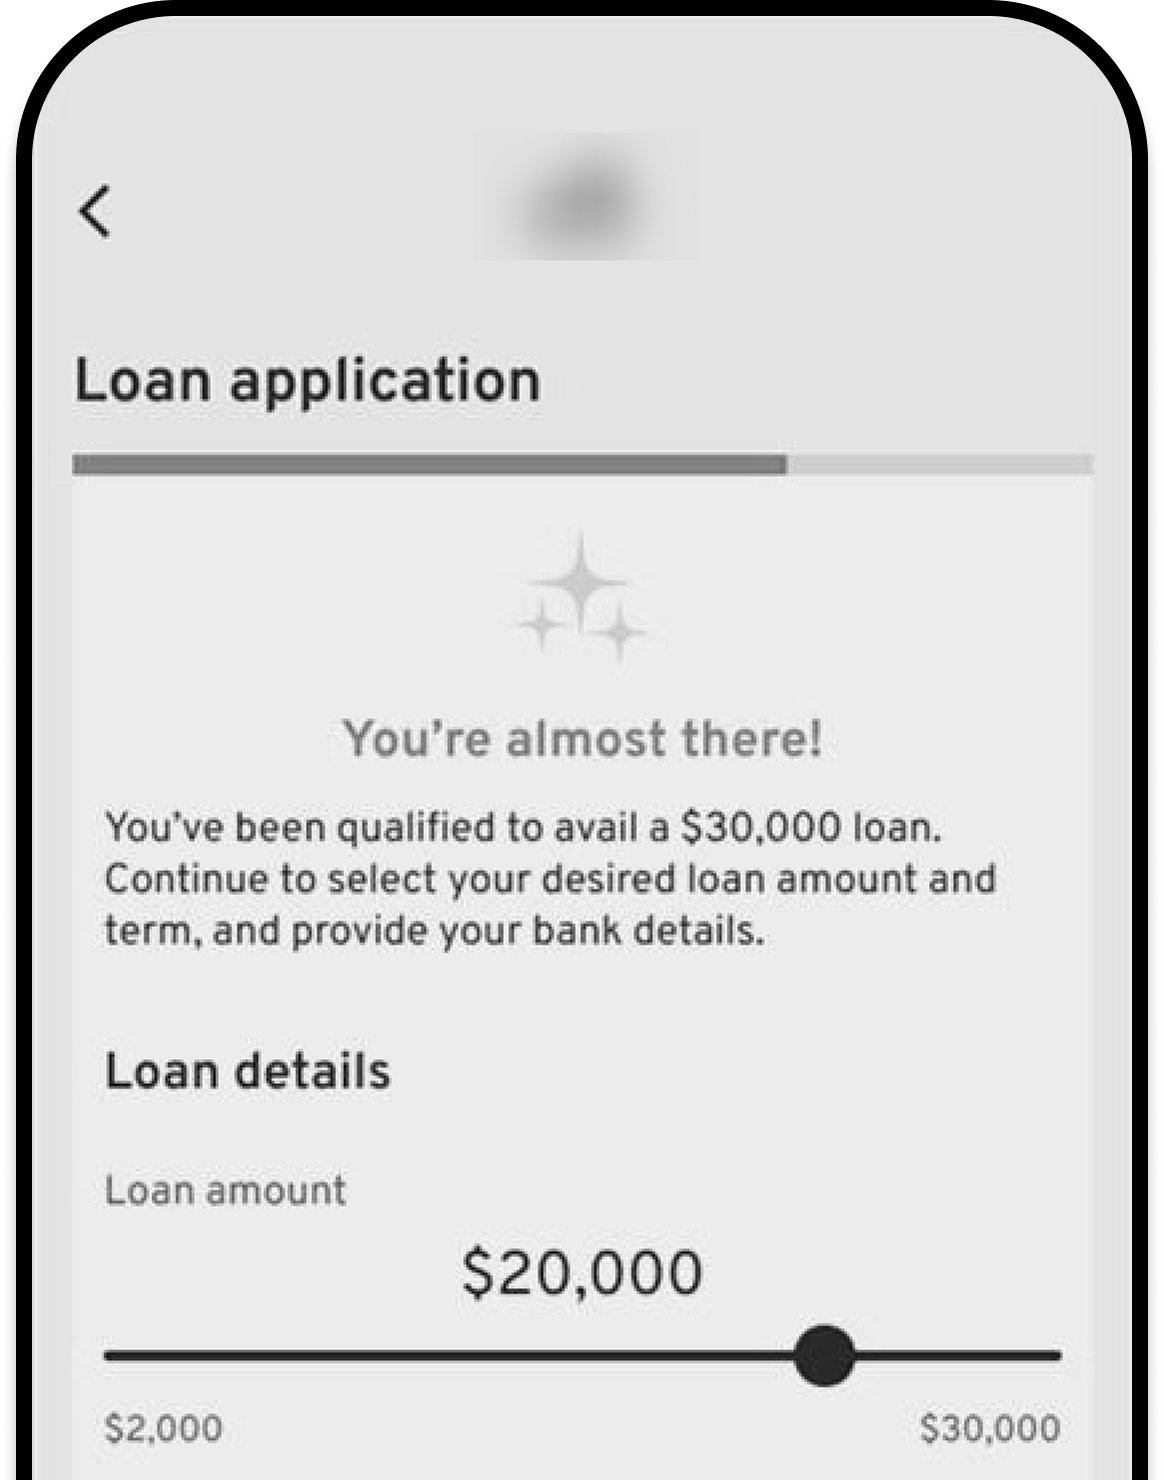 Loan application
You’re almost there!
You’ve been qualified to avail a $30,000 loan.
Continue to select your desired loan amount and
term, and provide your bank details.
Loan details
Loan amount
$20,000
$2,000 $30,000